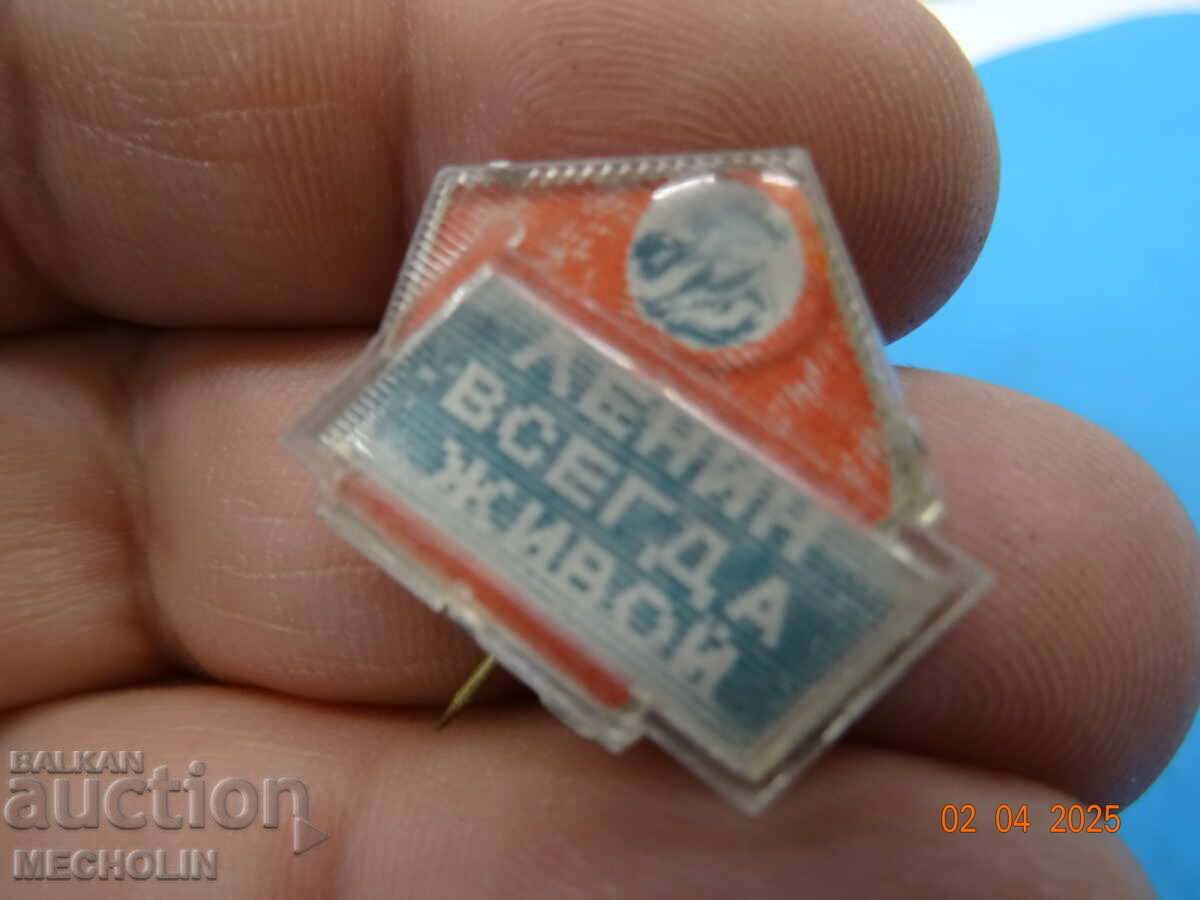 ЛЕНИН
ВСЕГДА
ЖИВОЙ
BALKAN
auction
MECHOLIN
02 04 2025